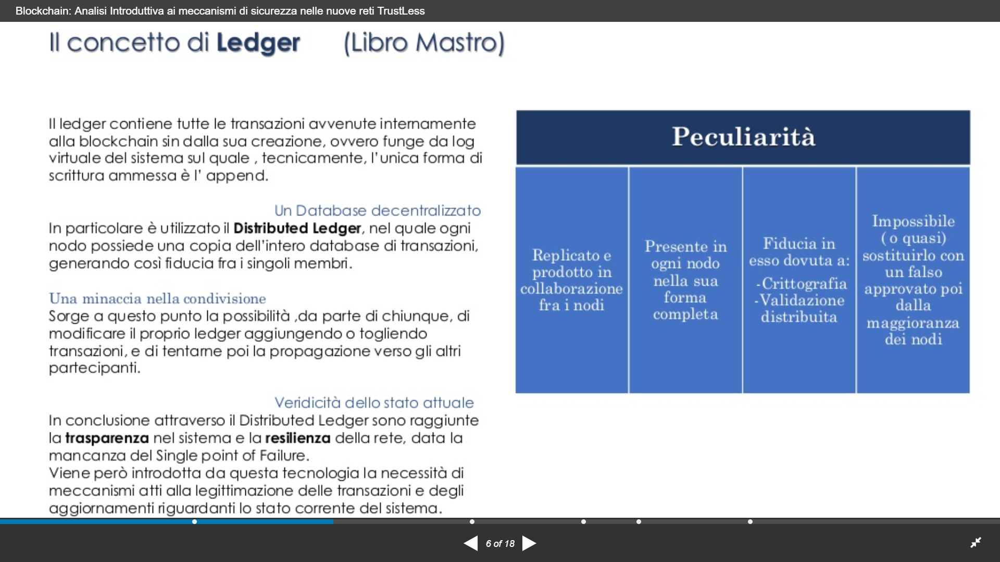 Blockchain: Analisi Introduttiva ai meccanismi di sicurezza nelle nuove reti TrustLess
Il concetto di Ledger (Libro Mastro)
Il ledger contiene tutte le transazioni avvenute internamente
alla blockchain sin dalla sua creazione, ovvero funge da log
virtuale del sistema sul quale , tecnicamente, l'unica forma di
scrittura ammessa è l' append.
Un Database decentralizzato
In particolare è utilizzato il Distributed Ledger, nel quale ogni
nodo possiede una copia dell'intero database di transazioni,
generando così fiducia fra i singoli membri.
Una minaccia nella condivisione
Sorge a questo punto la possibilità ,da parte di chiunque, di
modificare il proprio ledger aggiungendo o togliendo
transazioni, e di tentarne poi la propagazione verso gli altri
partecipanti.
Veridicità dello stato attuale
In conclusione attraverso il Distributed Ledger sono raggiunte
la trasparenza nel sistema e la resilienza della rete, data la
mancanza del Single point of Failure.
Viene però introdotta da questa tecnologia la necessità di
meccanismi atti alla legittimazione delle transazioni e degli
aggiornamenti riguardanti lo stato corrente del sistema.
Peculiarità
Replicato e
prodotto in
collaborazione
fra i nodi
Presente in
ogni nodo
nella sua
forma
completa
Fiducia in
esso dovuta a:
-Crittografia
-Validazione
distribuita
Impossibile
( o quasi)
sostituirlo con
un falso
approvato poi
dalla
maggioranza
dei nodi
6 of 18